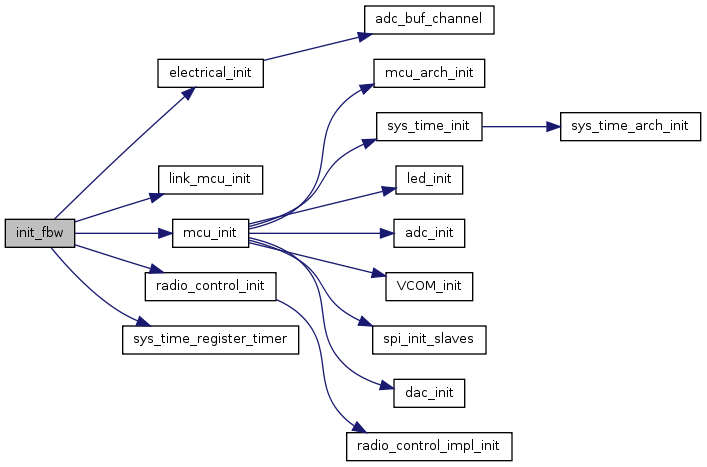 adc_buf_channel
electrical_init
mcu_arch_init
sys_time_init
sys_time_arch_init
link_mcu_init
led_init
init_fbw
mcu_init
adc_init
radio_control_init
VCOM_init
sys_time_register_timer
spi_init_slaves
dac_init
radio_control_impl_init